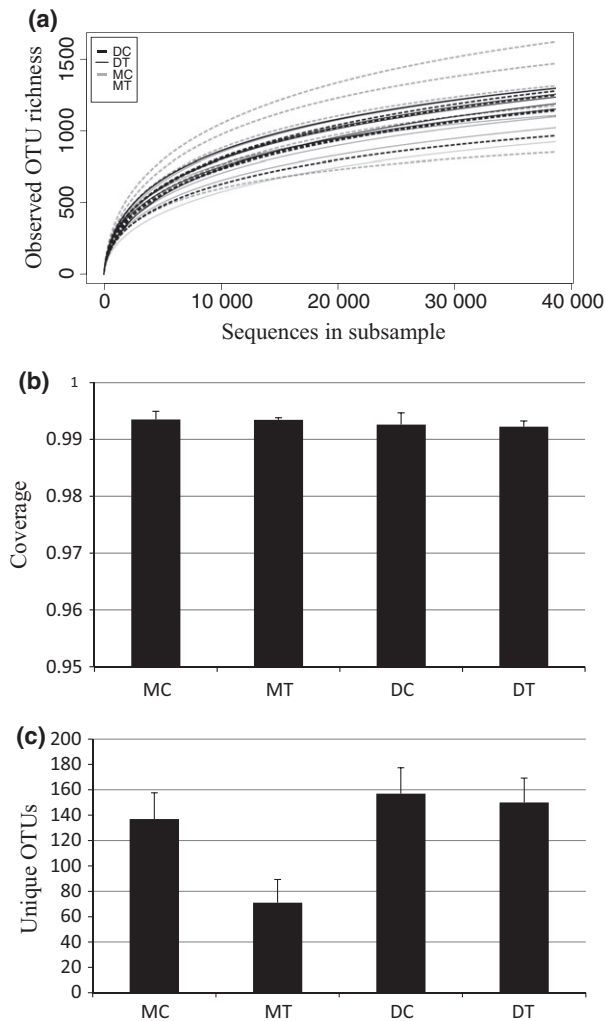 (a)
DC
DT
MC
MT
Observed OTU richness
1500
1000
500
0
0 10 000 20 000 30 000 40 000
Sequences in subsample
(b)
Coverage
1
0.99
0.98
0.97
0.96
0.95
MC MT DC DT
(c)
Unique OTUs
200
180
160
140
120
100
80
60
40
20
0
MC MT DC DT